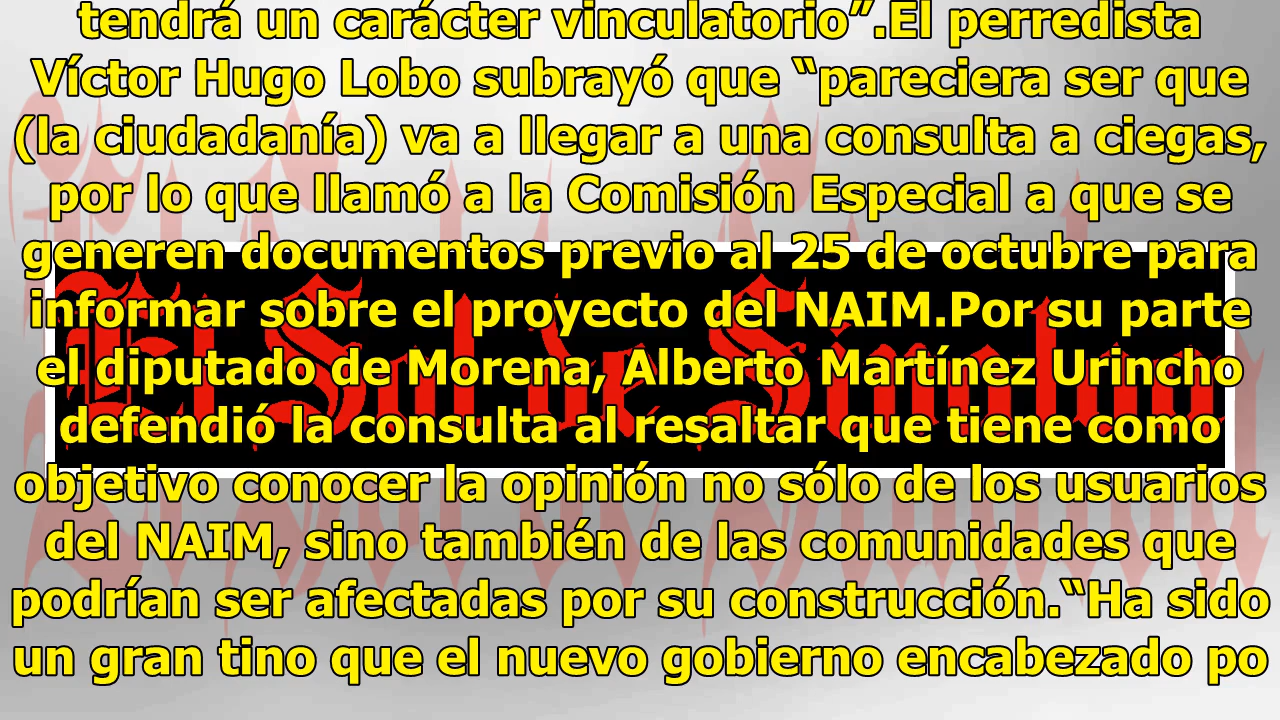 tendrá un carácter vinculatorio”.El perredista
Víctor Hugo Lobo subrayó que “pareciera ser que
(la ciudadanía) va a llegar a una consulta a ciegas,
por lo que llamó a la Comisión Especial a que se
generen documentos previo al 25 de octubre para
informar sobre el proyecto del NAIM.Por su parte
el diputado de Morena, Alberto Martínez Urincho
defendió la consulta al resaltar que tiene como
objetivo conocer la opinión no sólo de los usuarios
del NAIM, sino también de las comunidades que
podrían ser afectadas por su construcción.“Ha sido
un gran tino que el nuevo gobierno encabezado po
El Sol de Sinaloa